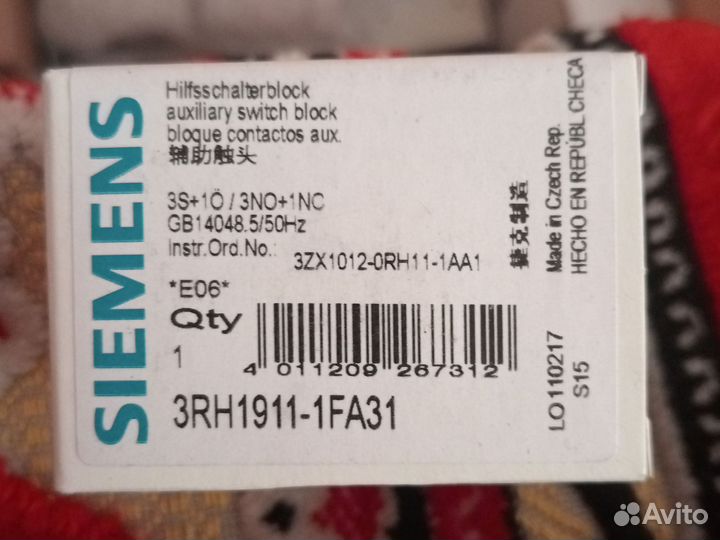 SIEMENS
Hilfsschalterblock
auxiliary switch block
bloque contactos aux.
辅助触头
3S+1Ö / 3NO+1NC
GB14048.5/50Hz
Instr.Ord.No.: 3ZX1012-0RH11-1AA1
*E06*
Qty
1
4 011209 267312
3RH1911-1FA31
捷克制造
Made in Czech Rep.
HECHO EN REPÚBL CHECA
LO 110217
S15
Avito